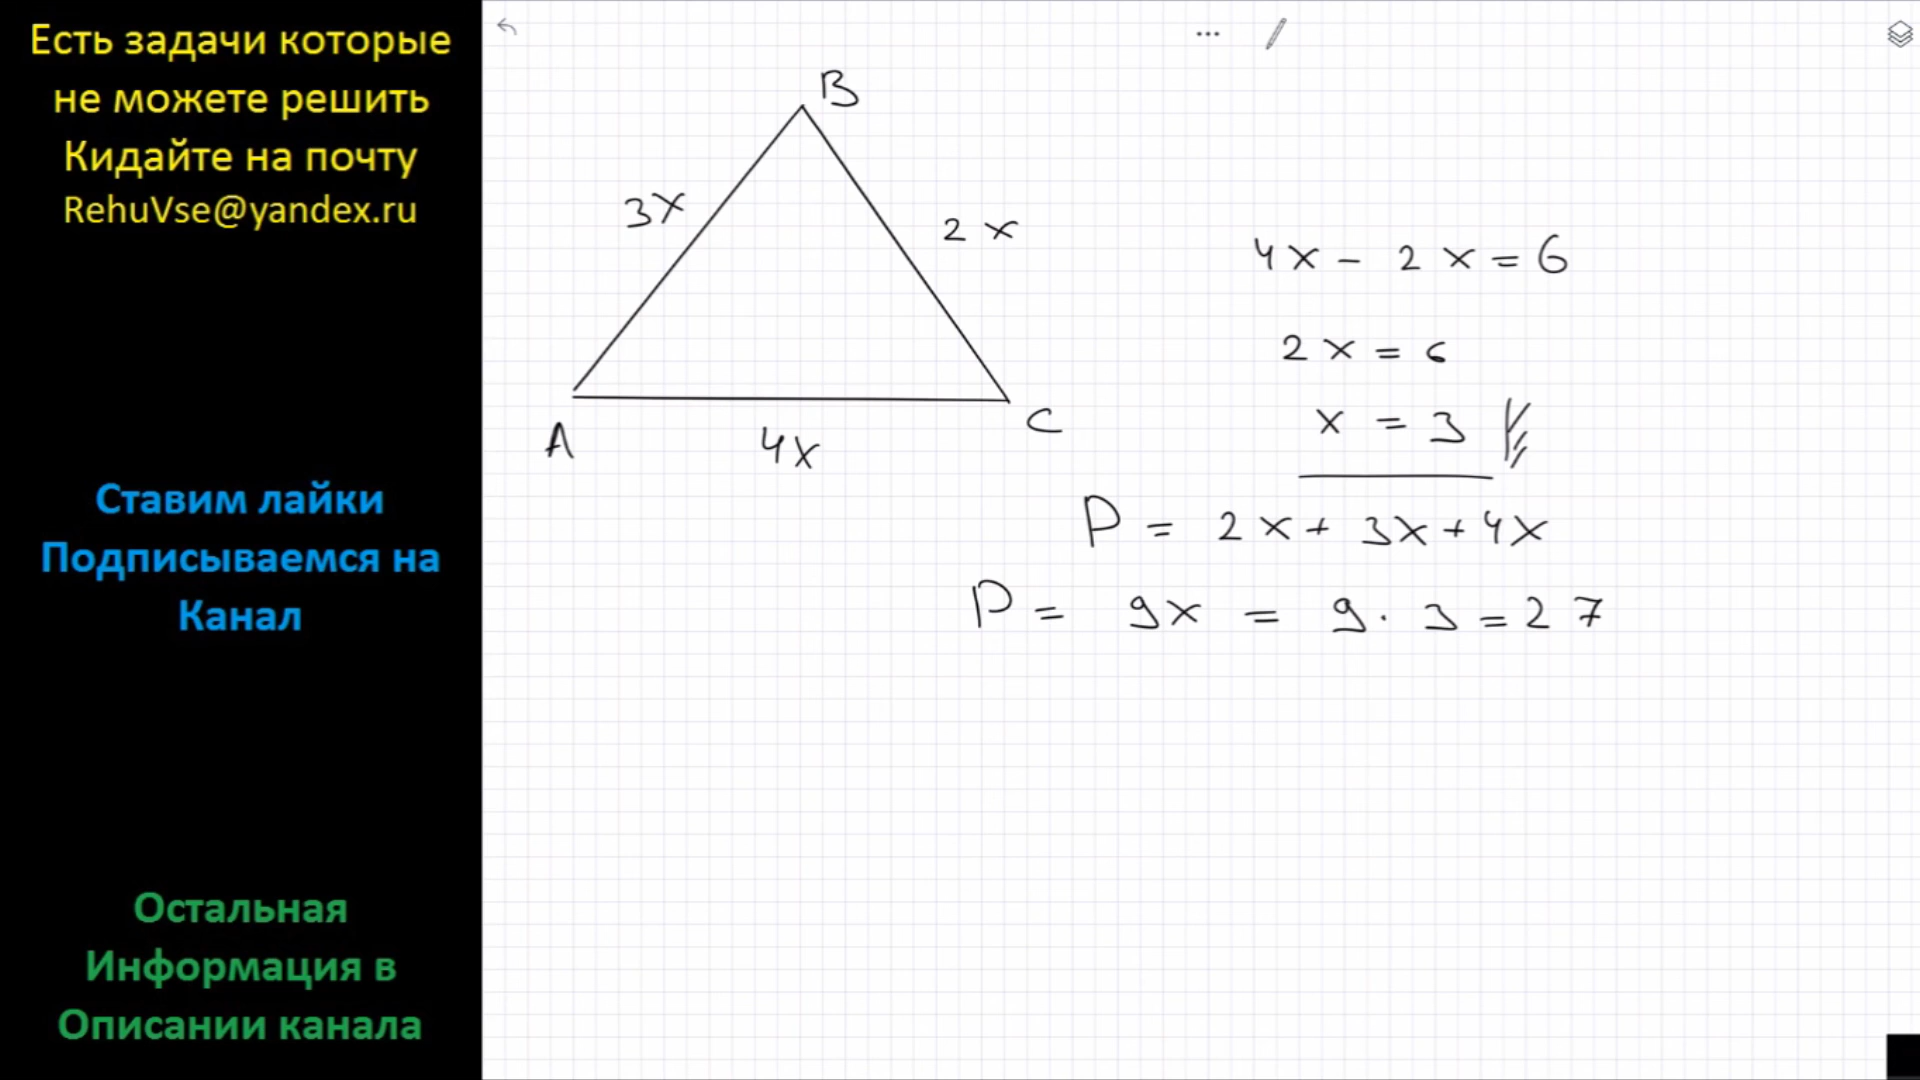 Есть задачи которые
не можете решить
Кидайте на почту
RehuVse@yandex.ru
Ставим лайки
Подписываемся на
Канал
Остальная
Информация в
Описании канала
B
3x
2x
A
4x
C
4x - 2x = 6
2x = 6
x = 3
P = 2x + 3x + 4x
P = 9x = 9 · 3 = 27